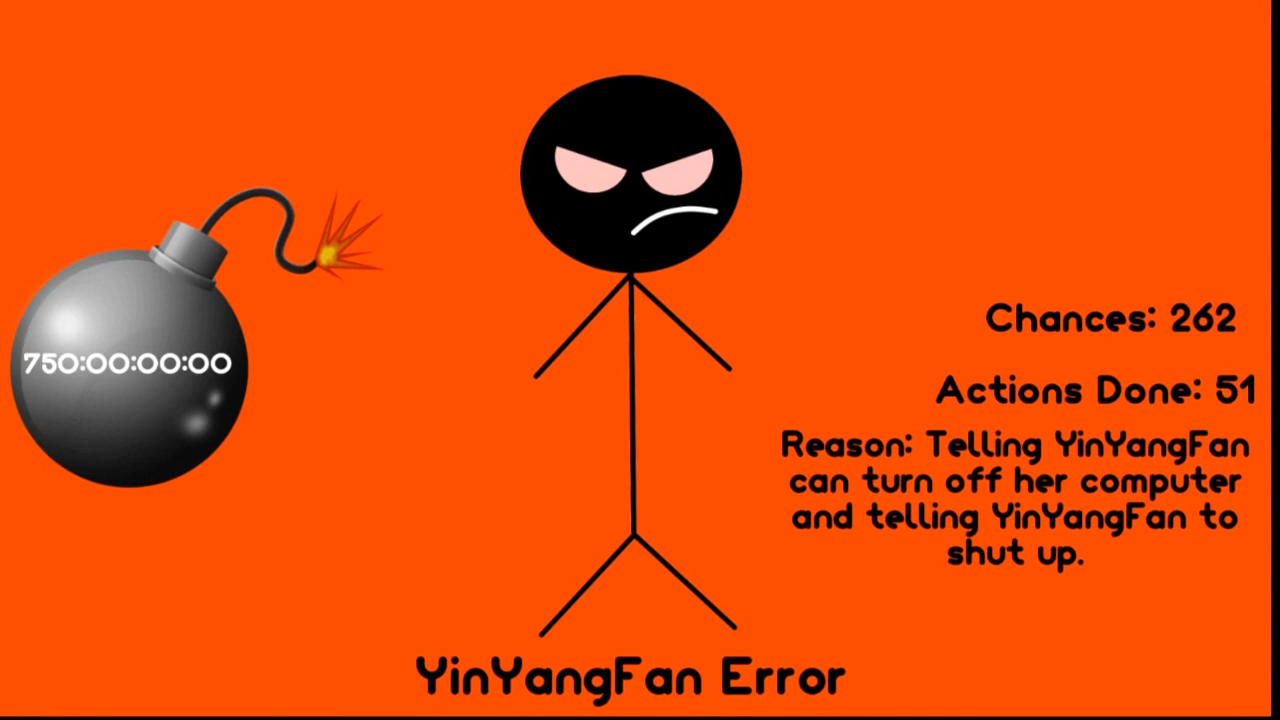 750:00:00:00
Chances: 262
Actions Done: 51
Reason: Telling YinYangFan
can turn off her computer
and telling YinYangFan to
shut up.
YinYangFan Error